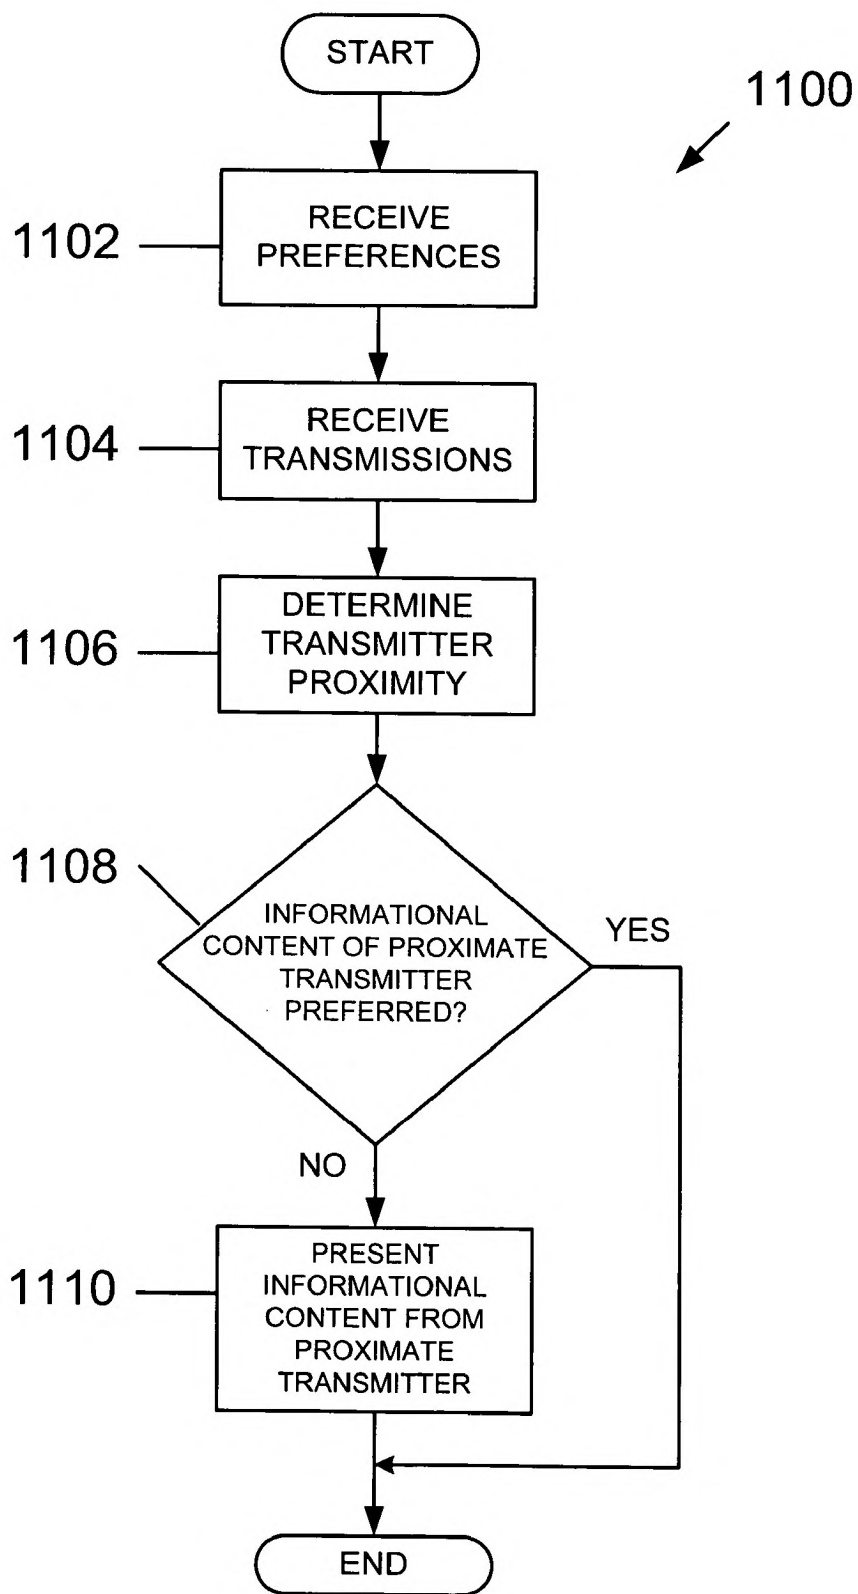 START
1100
1102
RECEIVE
PREFERENCES
1104
RECEIVE
TRANSMISSIONS
1106
DETERMINE
TRANSMITTER
PROXIMITY
1108
INFORMATIONAL
CONTENT OF PROXIMATE
TRANSMITTER
PREFERRED?
YES
NO
1110
PRESENT
INFORMATIONAL
CONTENT FROM
PROXIMATE
TRANSMITTER
END